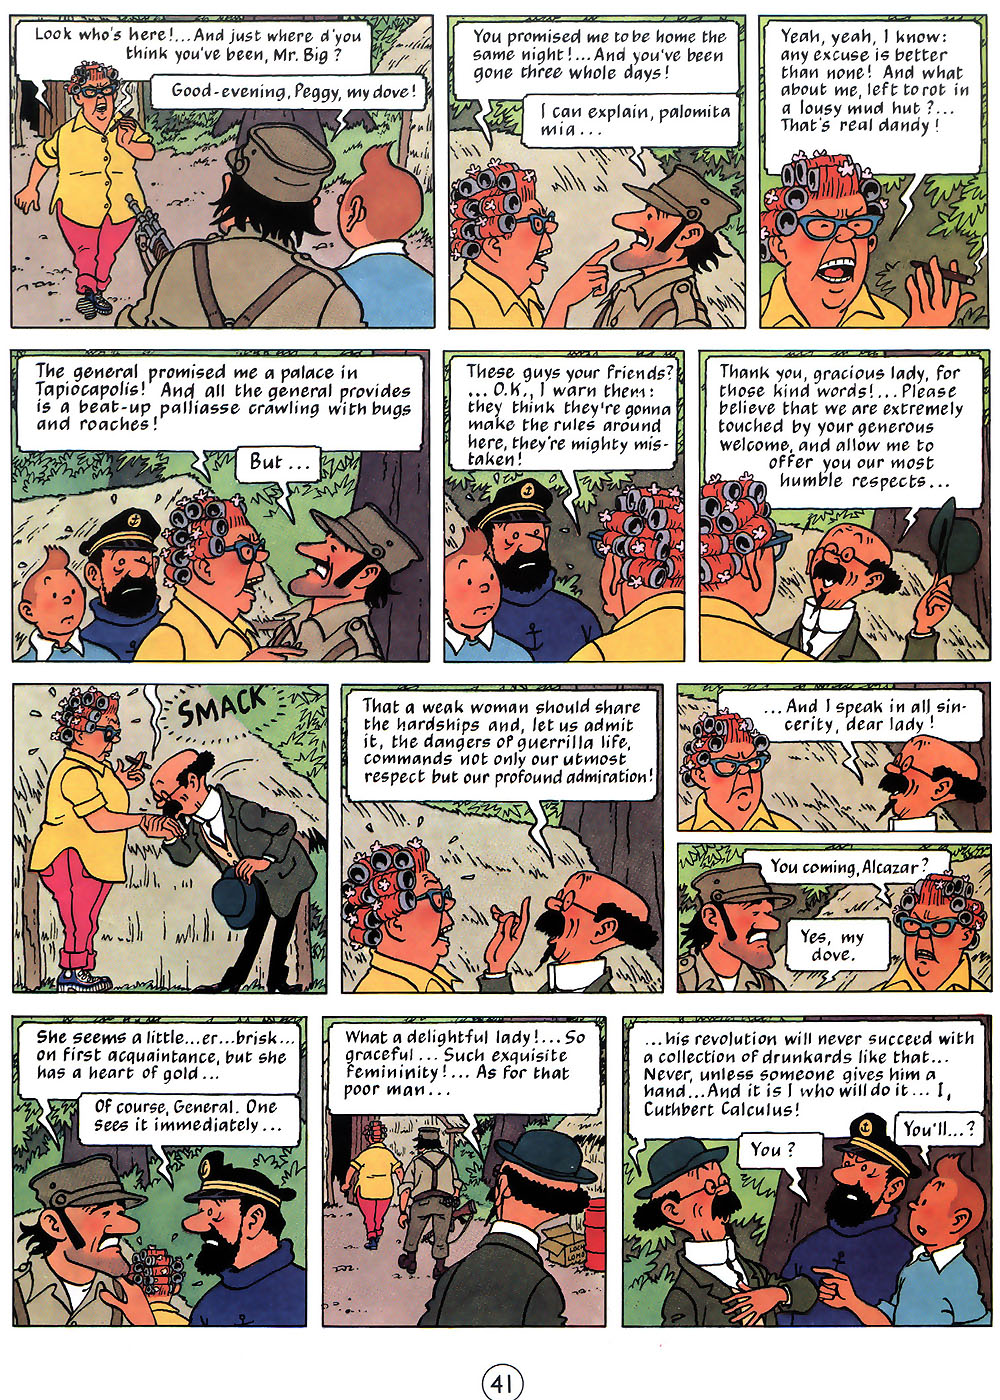 Look who's here!...And just where d'you
think you've been, Mr. Big?
Good-evening, Peggy, my dove!
You promised me to be home the
same night!...And you've been
gone three whole days!
I can explain, palomita
mia...
Yeah, yeah, I know:
any excuse is better
than none! And what
about me, left to rot in
a lousy mud hut?...
That's real dandy!
The general promised me a palace in
Tapiocapolis! And all the general provides
is a beat-up palliasse crawling with bugs
and roaches!
But...
These guys your friends?
...O.K., I warn them:
they think they're gonna
make the rules around
here, they're mighty mis-
taken!
Thank you, gracious lady, for
those kind words!...Please
believe that we are extremely
touched by your generous
welcome, and allow me to
offer you our most
humble respects...
SMACK
That a weak woman should share
the hardships and, let us admit
it, the dangers of guerrilla life,
commands not only our utmost
respect but our profound admiration!
...And I speak in all sin-
cerity, dear lady!
You coming, Alcazar?
Yes, my
dove.
She seems a little...er...brisk...
on first acquaintance, but she
has a heart of gold...
Of course, General. One
sees it immediately...
What a delightful lady!...So
graceful...Such exquisite
femininity!...As for that
poor man...
LOCH
LOMOND
...his revolution will never succeed with
a collection of drunkards like that...
Never, unless someone gives him a
hand...And it is I who will do it... I,
Cuthbert Calculus!
You?
You'll...?
41